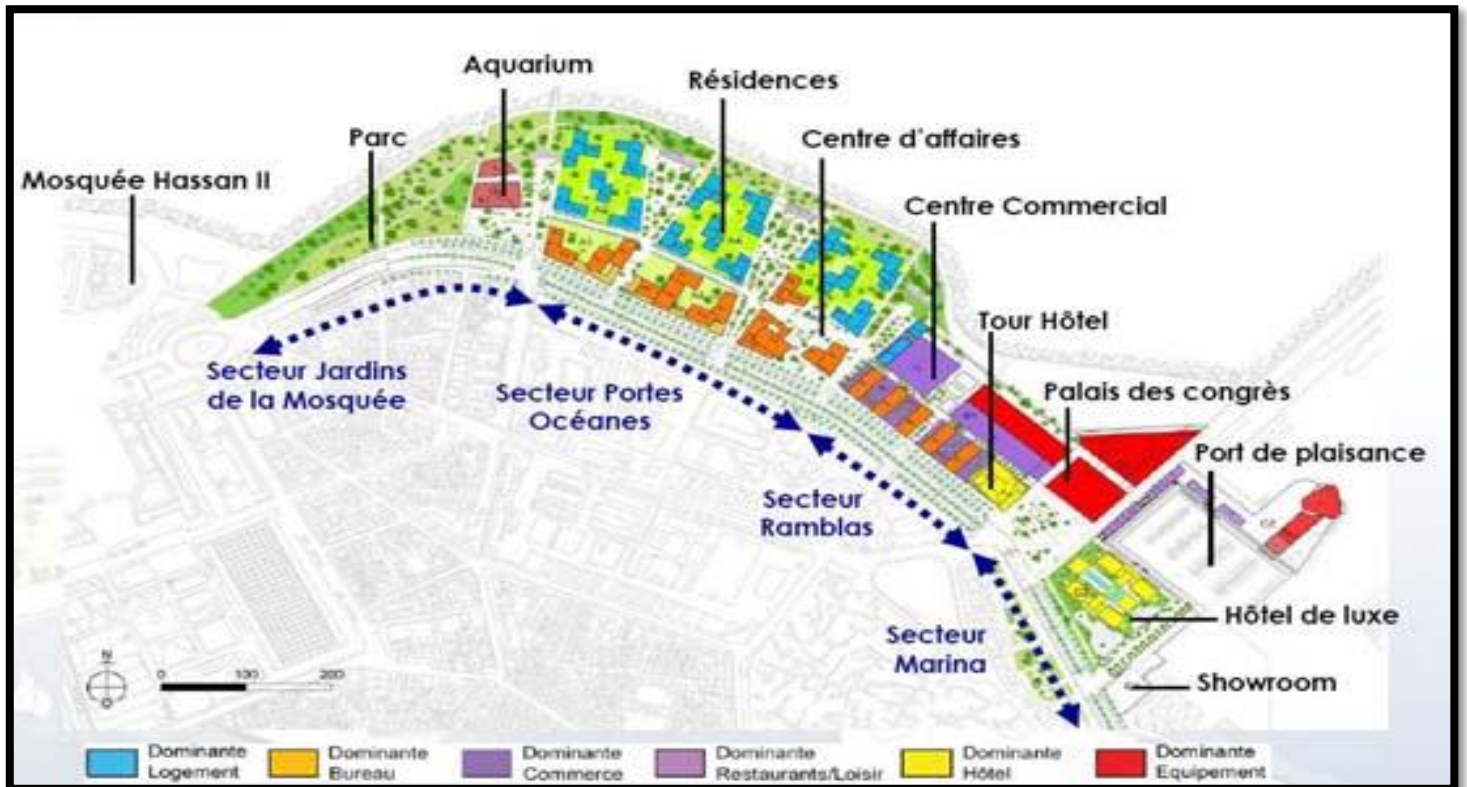 Aquarium
Résidences
Parc
Centre d'affaires
Mosquée Hassan II
Centre Commercial
Tour Hôtel
Secteur Jardins
de la Mosquée
Secteur Portes
Océanes
Palais des congrès
Port de plaisance
Secteur
Ramblas
Hôtel de luxe
Secteur
Marina
Showroom
N
0 100 200
Dominante
Logement
Dominante
Bureau
Dominante
Commerce
Dominante
Restaurants/Loisir
Dominante
Hôtel
Dominante
Equipement